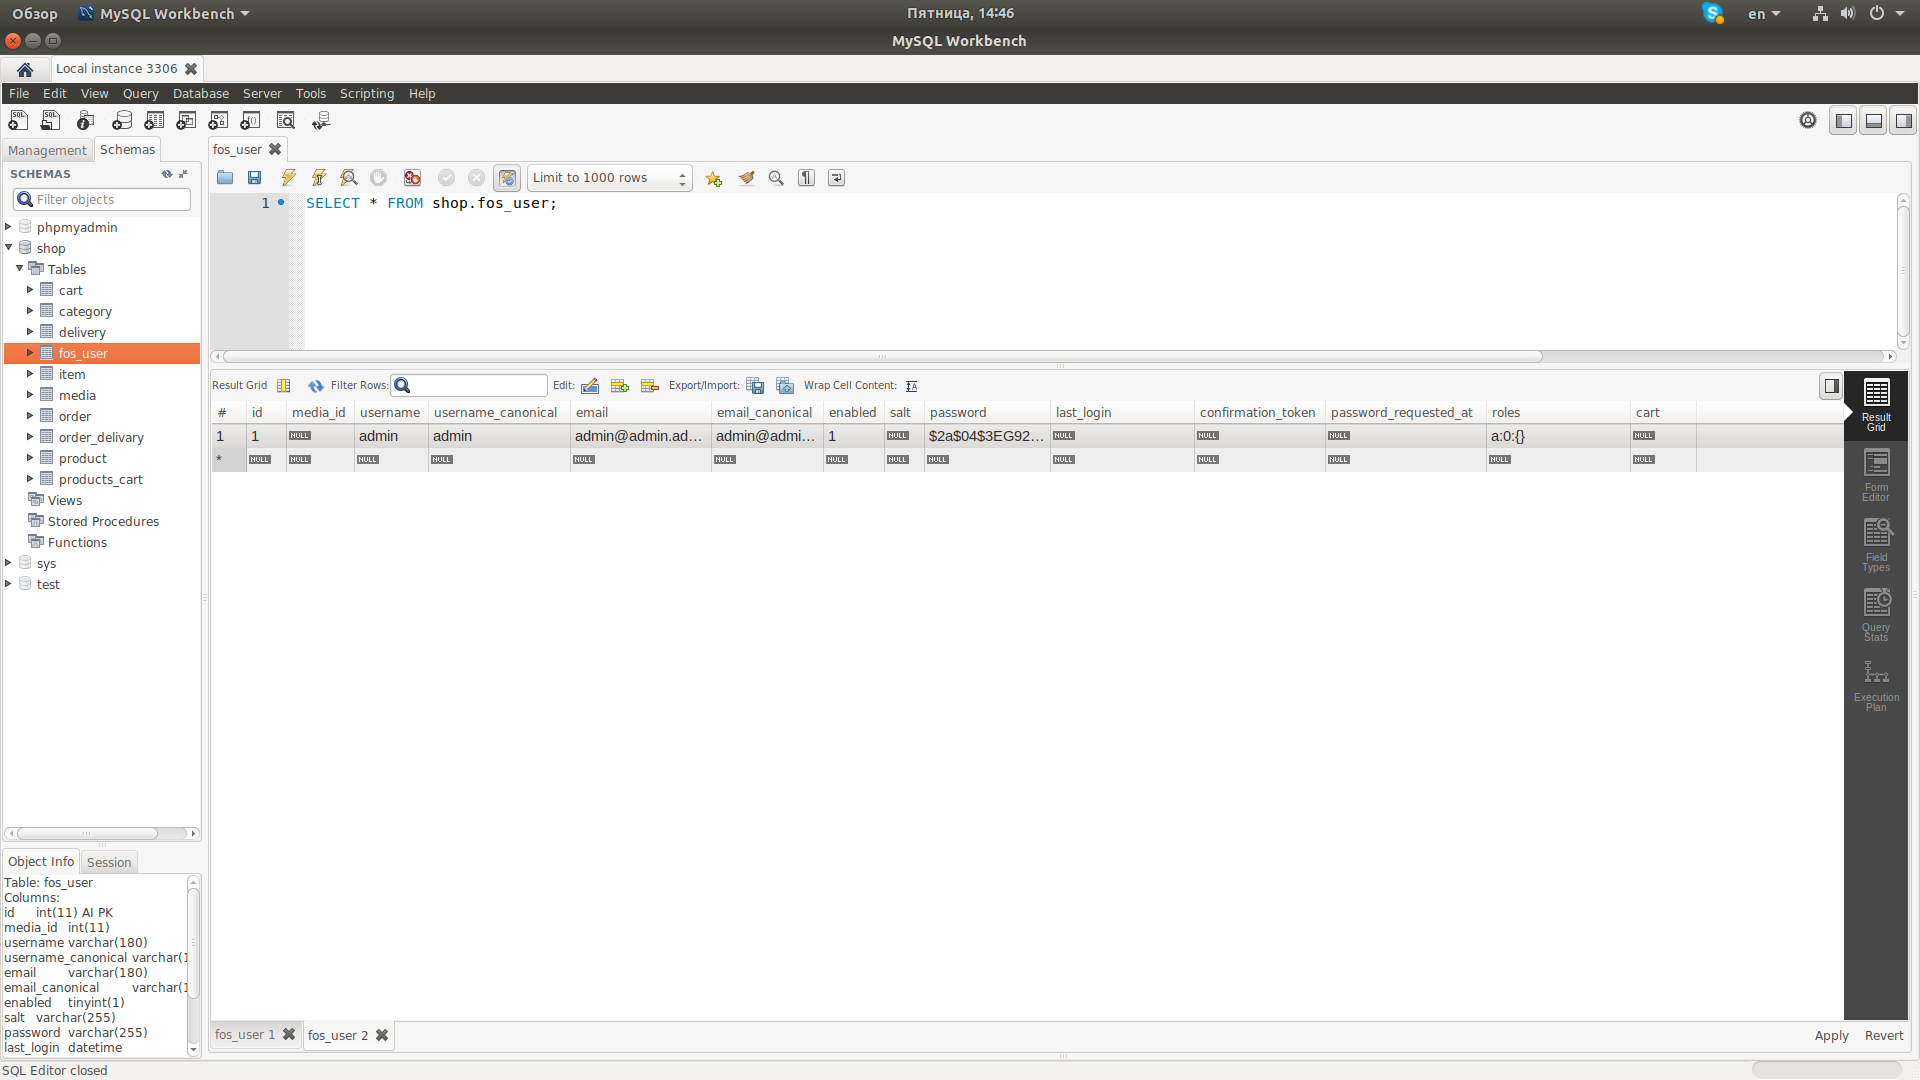 Обзор MySQL Workbench Пятница, 14:46 en
MySQL Workbench
Local instance 3306
File Edit View Query Database Server Tools Scripting Help
Management Schemas
fos_user
SCHEMAS
Filter objects
phpmyadmin
shop
Tables
cart
category
delivery
fos_user
item
media
order
order_delivary
product
products_cart
Views
Stored Procedures
Functions
sys
test
Limit to 1000 rows
1 SELECT * FROM shop.fos_user;
Result Grid Filter Rows: Edit: Export/Import: Wrap Cell Content:
# id media_id username username_canonical email email_canonical enabled salt password last_login confirmation_token password_requested_at roles cart
1 1 NULL admin admin admin@admin.ad... admin@admi... 1 NULL $2a$04$3EG92... NULL NULL NULL a:0:{} NULL
* NULL NULL NULL NULL NULL NULL NULL NULL NULL NULL NULL NULL NULL NULL
Result
Grid
Form
Editor
Field
Types
Query
Stats
Execution
Plan
Object Info Session
Table: fos_user
Columns:
id int(11) AI PK
media_id int(11)
username varchar(180)
username_canonical varchar(1
email varchar(180)
email_canonical varchar(1
enabled tinyint(1)
salt varchar(255)
password varchar(255)
last_login datetime
fos_user 1 fos_user 2 Apply Revert
SQL Editor closed